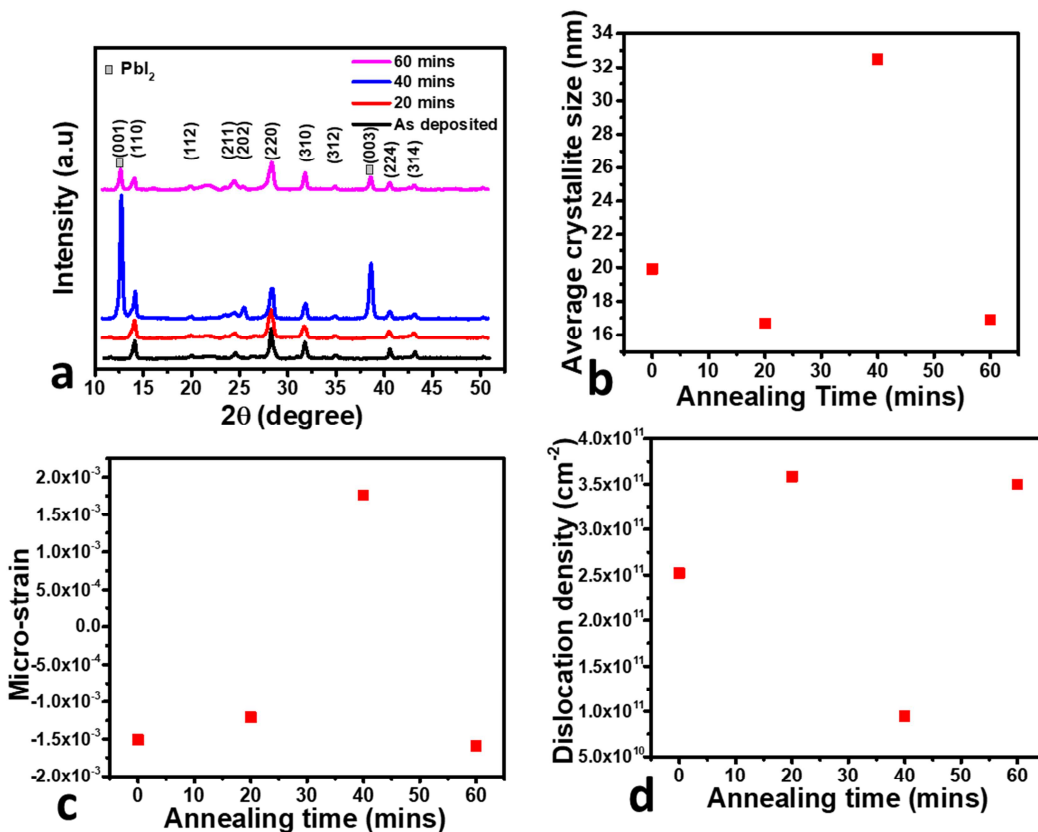 PbI₂
60 mins
40 mins
20 mins
As deposited
(001)
(110)
(112)
(211)
(202)
(220)
(310)
(312)
(003)
(224)
(314)
Intensity (a.u)
10 15 20 25 30 35 40 45 50
2θ (degree)
a
34
32
30
28
26
24
22
20
18
16
Average crystallite size (nm)
0 20 40 60
Annealing Time (mins)
b
2.0x10⁻³
1.5x10⁻³
1.0x10⁻³
5.0x10⁻⁴
0.0
-5.0x10⁻⁴
-1.0x10⁻³
-1.5x10⁻³
-2.0x10⁻³
Micro-strain
0 10 20 30 40 50 60
Annealing time (mins)
c
4.0x10¹¹
3.5x10¹¹
3.0x10¹¹
2.5x10¹¹
2.0x10¹¹
1.5x10¹¹
1.0x10¹¹
5.0x10¹⁰
Dislocation density (cm⁻²)
0 10 20 30 40 50 60
Annealing time (mins)
d